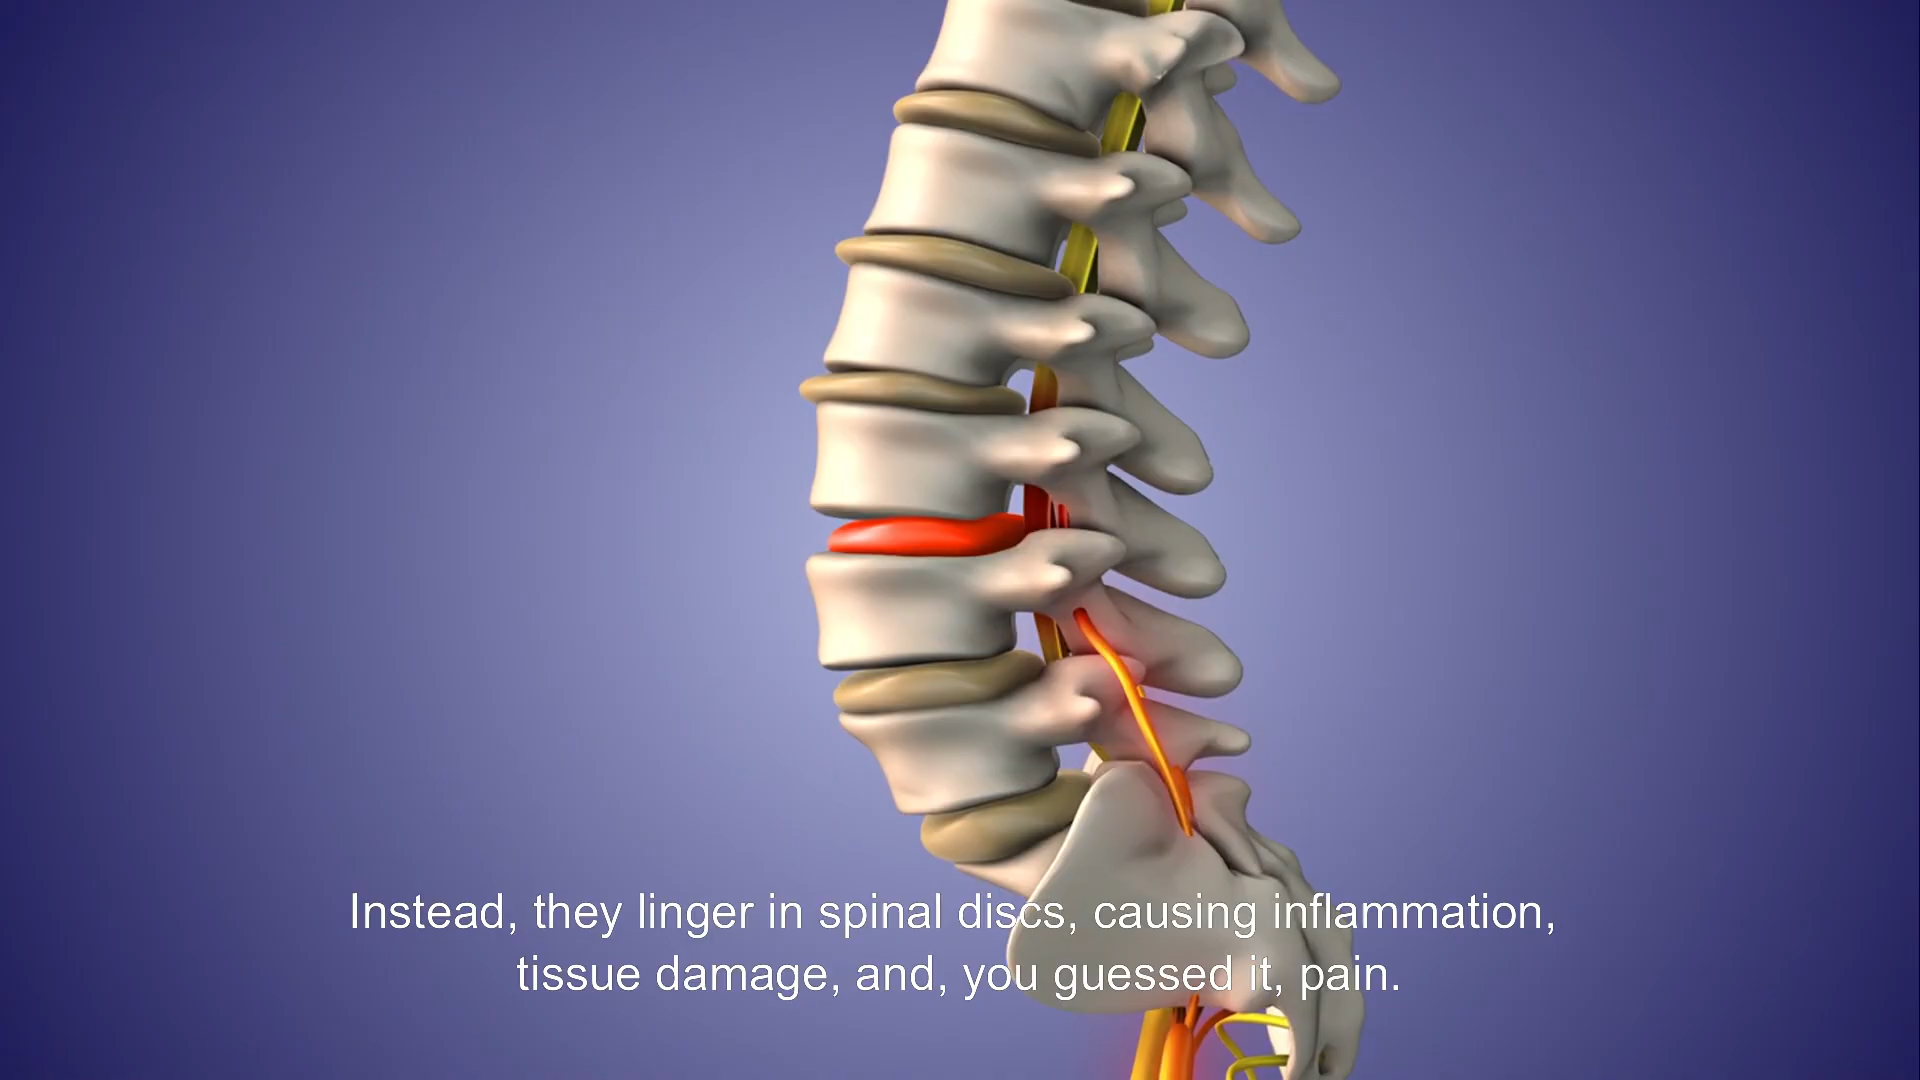 Instead, they linger in spinal discs, causing inflammation,
tissue damage, and, you guessed it, pain.